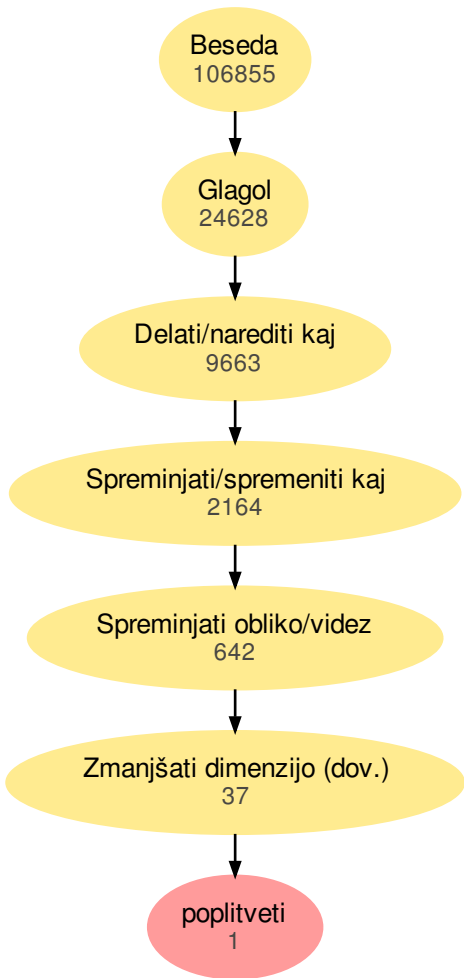 Beseda
106855
Glagol
24628
Delati/narediti kaj
9663
Spreminjati/spremeniti kaj
2164
Spreminjati obliko/videz
642
Zmanjšati dimenzijo (dov.)
37
poplitveti
1